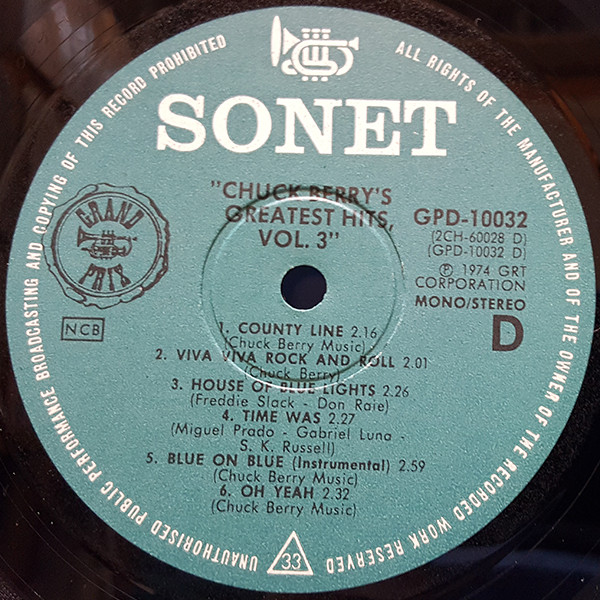 UNAUTHORISED PUBLIC PERFORMANCE BROADCASTING AND COPYING OF THIS RECORD PROHIBITED
ALL RIGHTS OF THE MANUFACTURER AND OF THE OWNER OF THE RECORDED WORK RESERVED
SONET
"CHUCK BERRY'S
GREATEST HITS,
VOL. 3"
GPD-10032
(2CH-60028 D)
(GPD-10032 D)
℗ 1974 GRT
CORPORATION
MONO/STEREO
D
GRAND
PRIX
NCB
1. COUNTY LINE 2.16
(Chuck Berry Music)
2. VIVA VIVA ROCK AND ROLL 2.01
(Chuck Berry)
3. HOUSE OF BLUE LIGHTS 2.26
(Freddie Slack - Don Raie)
4. TIME WAS 2.27
(Miguel Prado - Gabriel Luna -
S. K. Russell)
5. BLUE ON BLUE (Instrumental) 2.59
(Chuck Berry Music)
6. OH YEAH 2.32
(Chuck Berry Music)
33